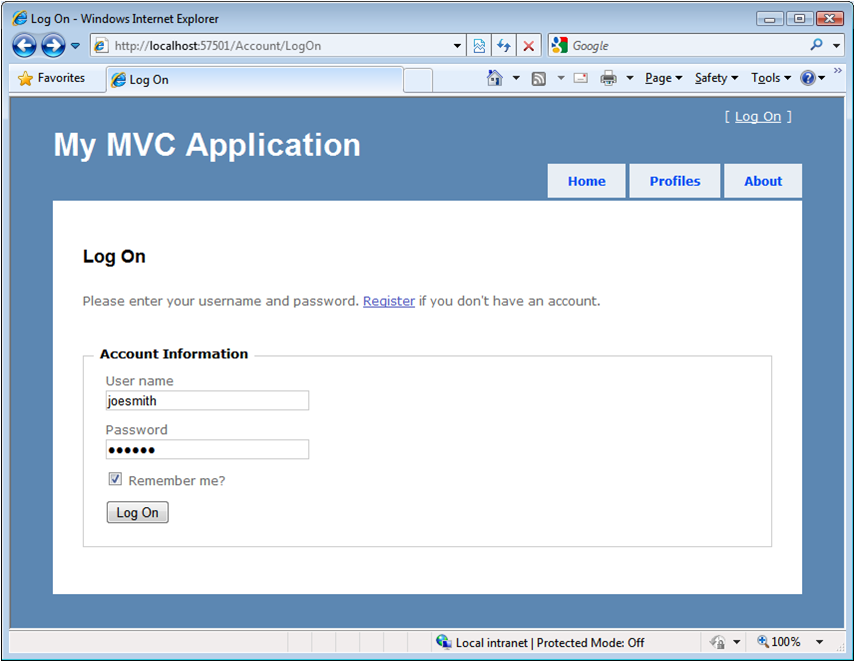 Log On - Windows Internet Explorer
http://localhost:57501/Account/LogOn
Google
Favorites
Log On
Page
Safety
Tools
[ Log On ]
My MVC Application
Home
Profiles
About
Log On
Please enter your username and password. Register if you don't have an account.
Account Information
User name
joesmith
Password
••••••
Remember me?
Log On
Local intranet | Protected Mode: Off
100%